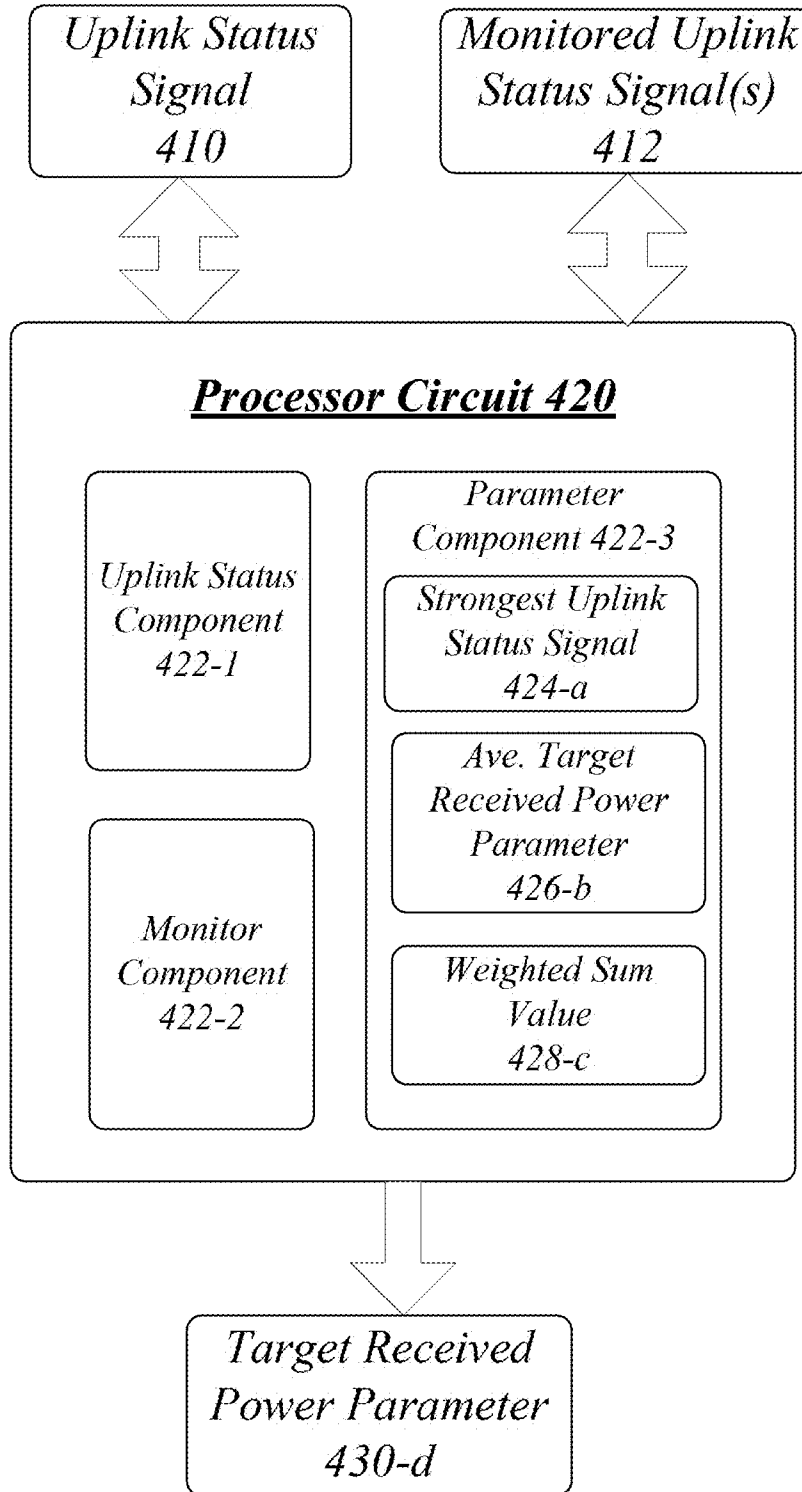 Uplink Status
Signal
410
Monitored Uplink
Status Signal(s)
412
Processor Circuit 420
Uplink Status
Component
422-1
Monitor
Component
422-2
Parameter
Component 422-3
Strongest Uplink
Status Signal
424-a
Ave. Target
Received Power
Parameter
426-b
Weighted Sum
Value
428-c
Target Received
Power Parameter
430-d